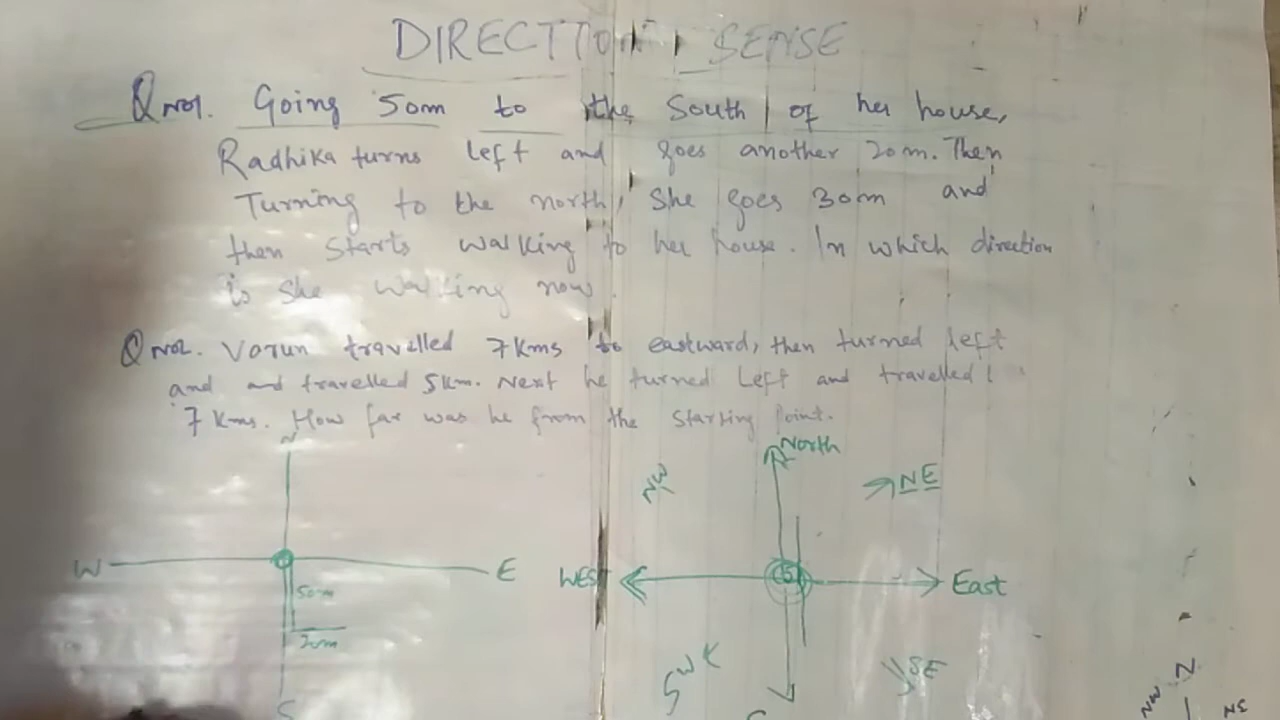 DIRECTION SENSE
Q no1. Going 50m to the South of her house,
Radhika turns left and goes another 20m. Then
Turning to the north, She goes 30m and
then Starts walking to her house. In which direction
is she walking now.
Q no2. Varun travelled 7Kms to eastward, then turned left
and and travelled 5km. Next he turned Left and travelled
7 Kms. How far was he from the Starting point.
N
North
NW
NE
W
E
WEST
East
50m
20m
SW
SE
S
N
NW
NE